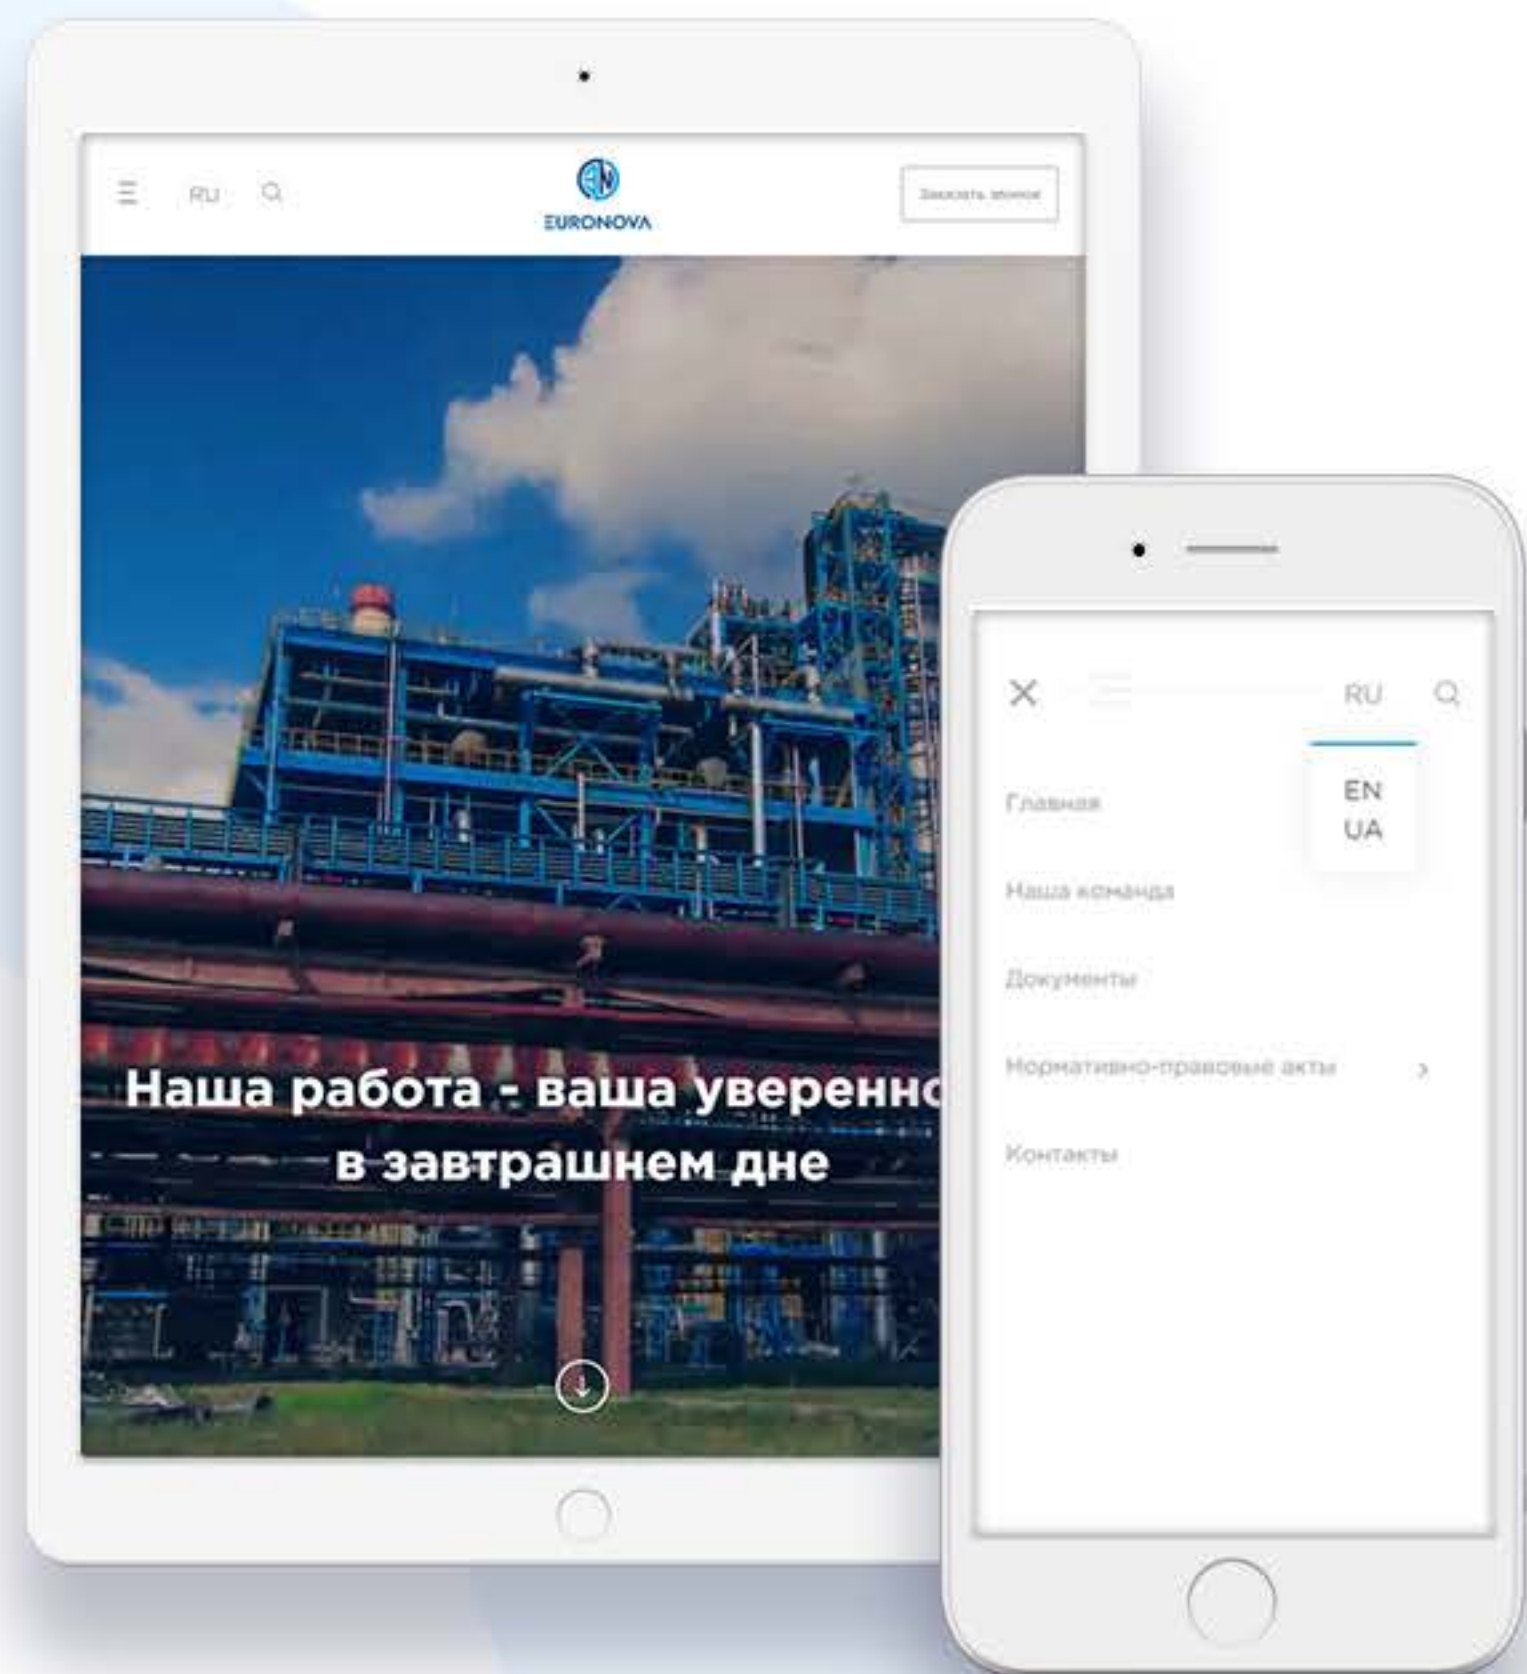 RU
EURONOVA
Заказать звонок
Наша работа - ваша уверенно
в завтрашнем дне
RU
EN
UA
Главная
Наша команда
Документы
Нормативно-правовые акты
Контакты